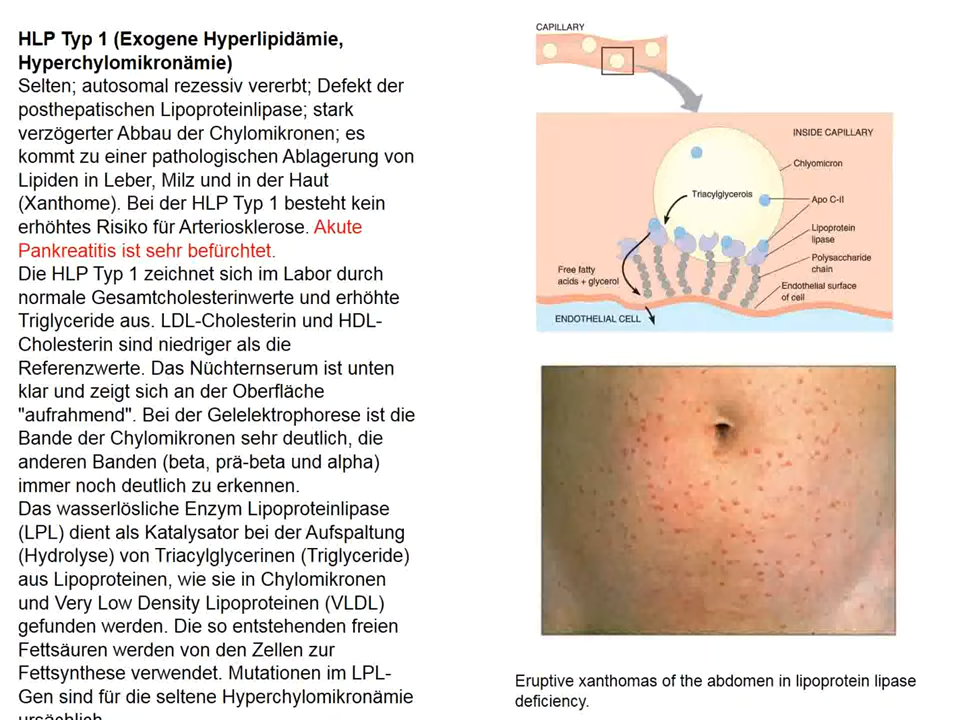 HLP Typ 1 (Exogene Hyperlipidämie,
Hyperchylomikronämie)
Selten; autosomal rezessiv vererbt; Defekt der
posthepatischen Lipoproteinlipase; stark
verzögerter Abbau der Chylomikronen; es
kommt zu einer pathologischen Ablagerung von
Lipiden in Leber, Milz und in der Haut
(Xanthome). Bei der HLP Typ 1 besteht kein
erhöhtes Risiko für Arteriosklerose. Akute
Pankreatitis ist sehr befürchtet.
Die HLP Typ 1 zeichnet sich im Labor durch
normale Gesamtcholesterinwerte und erhöhte
Triglyceride aus. LDL-Cholesterin und HDL-
Cholesterin sind niedriger als die
Referenzwerte. Das Nüchternserum ist unten
klar und zeigt sich an der Oberfläche
"aufrahmend". Bei der Gelelektrophorese ist die
Bande der Chylomikronen sehr deutlich, die
anderen Banden (beta, prä-beta und alpha)
immer noch deutlich zu erkennen.
Das wasserlösliche Enzym Lipoproteinlipase
(LPL) dient als Katalysator bei der Aufspaltung
(Hydrolyse) von Triacylglycerinen (Triglyceride)
aus Lipoproteinen, wie sie in Chylomikronen
und Very Low Density Lipoproteinen (VLDL)
gefunden werden. Die so entstehenden freien
Fettsäuren werden von den Zellen zur
Fettsynthese verwendet. Mutationen im LPL-
Gen sind für die seltene Hyperchylomikronämie
ursächlich
CAPILLARY
INSIDE CAPILLARY
Chlyomicron
Triacylglycerols
Apo C-II
Lipoprotein
lipase
Polysaccharide
chain
Free fatty
acids + glycerol
Endothelial surface
of cell
ENDOTHELIAL CELL
Eruptive xanthomas of the abdomen in lipoprotein lipase
deficiency.